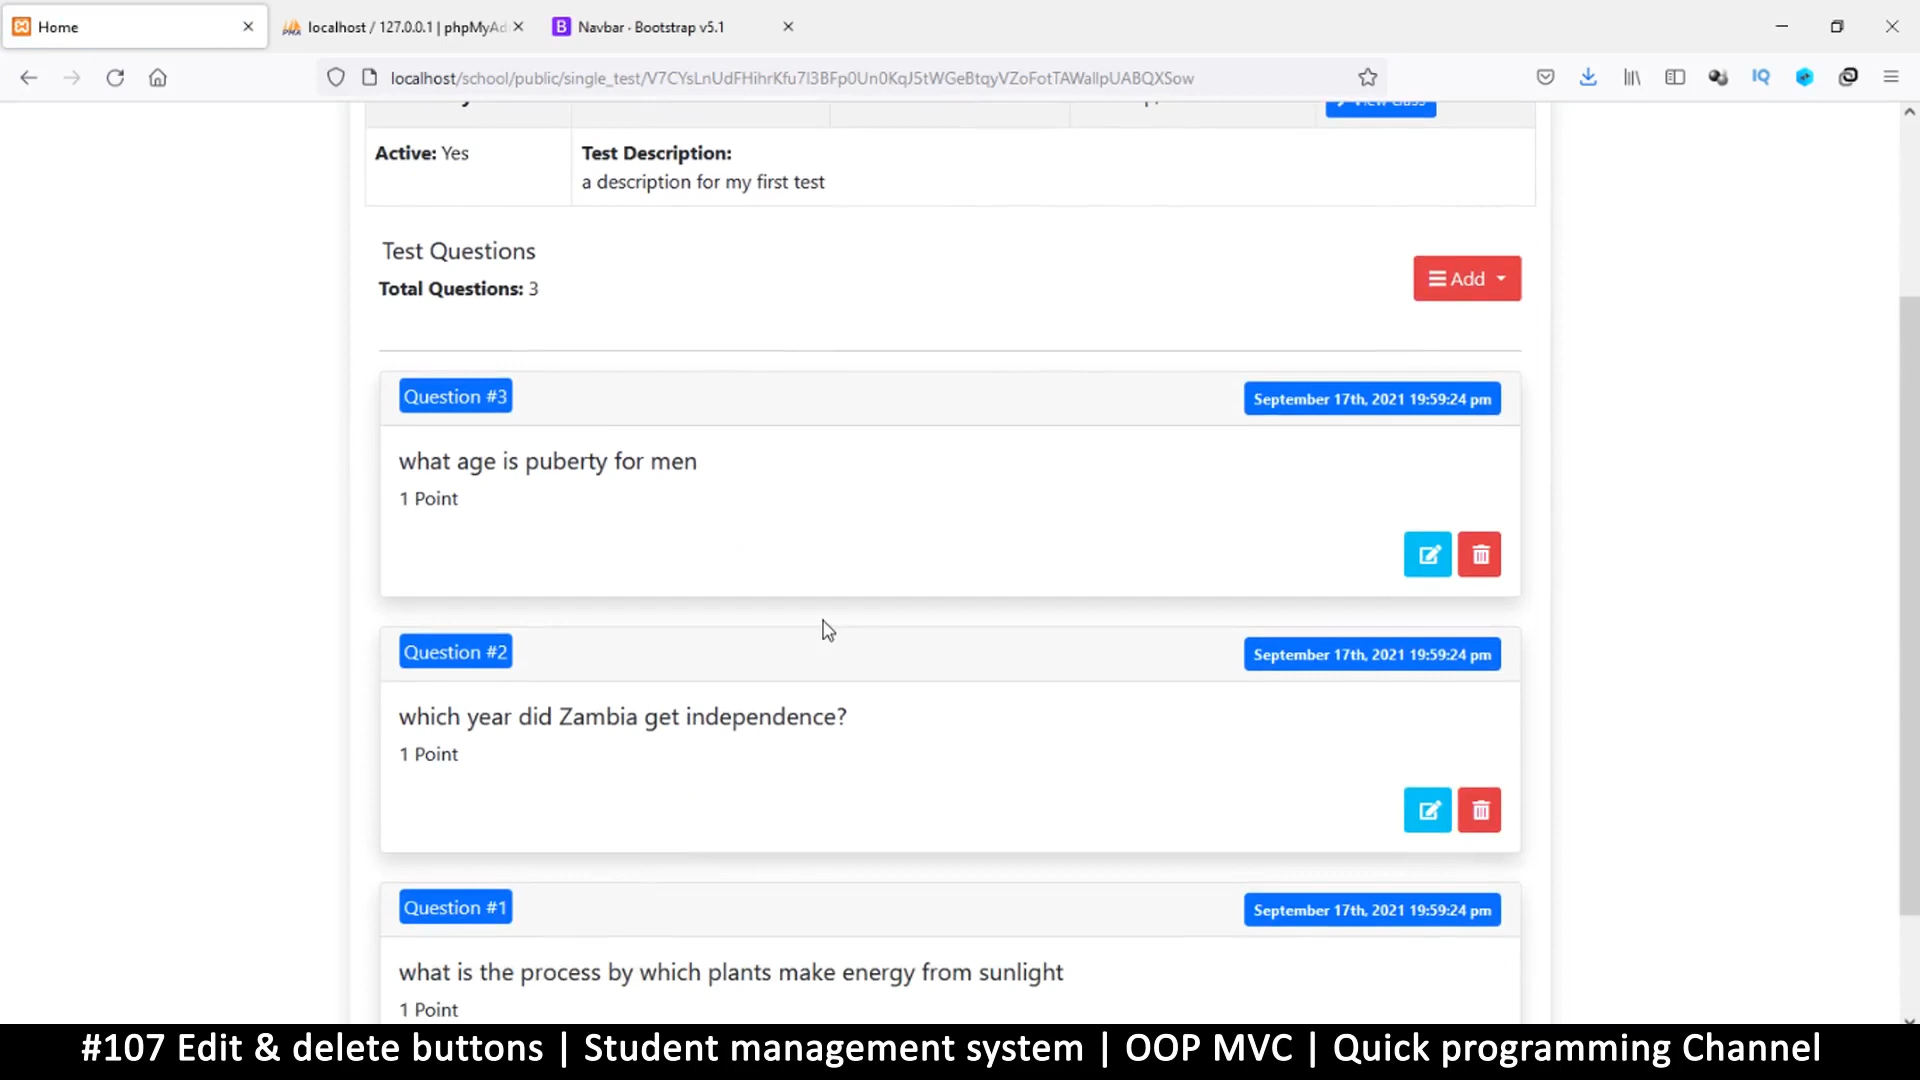 Home
localhost / 127.0.0.1 | phpMyAd
Navbar · Bootstrap v5.1
localhost/school/public/single_test/V7CYsLnUdFHihrKfu7l3BFp0Un0KqJ5tWGeBtqyVZoFotTAWallpUABQXSow
IQ
View Class
Active: Yes
Test Description:
a description for my first test
Test Questions
Total Questions: 3
Add
Question #3
September 17th, 2021 19:59:24 pm
what age is puberty for men
1 Point
Question #2
September 17th, 2021 19:59:24 pm
which year did Zambia get independence?
1 Point
Question #1
September 17th, 2021 19:59:24 pm
what is the process by which plants make energy from sunlight
1 Point
#107 Edit & delete buttons | Student management system | OOP MVC | Quick programming Channel